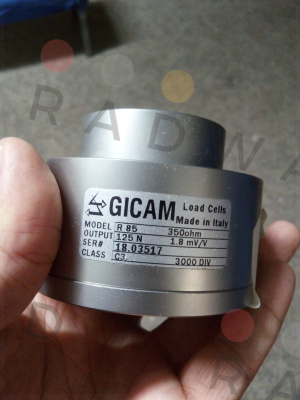 RADWA
GICAM Load Cells
Made in Italy
MODEL R 85 350ohm
OUTPUT 125 N 1.8 mV/V
SER# 18.03517
CLASS C3 3000 DIV